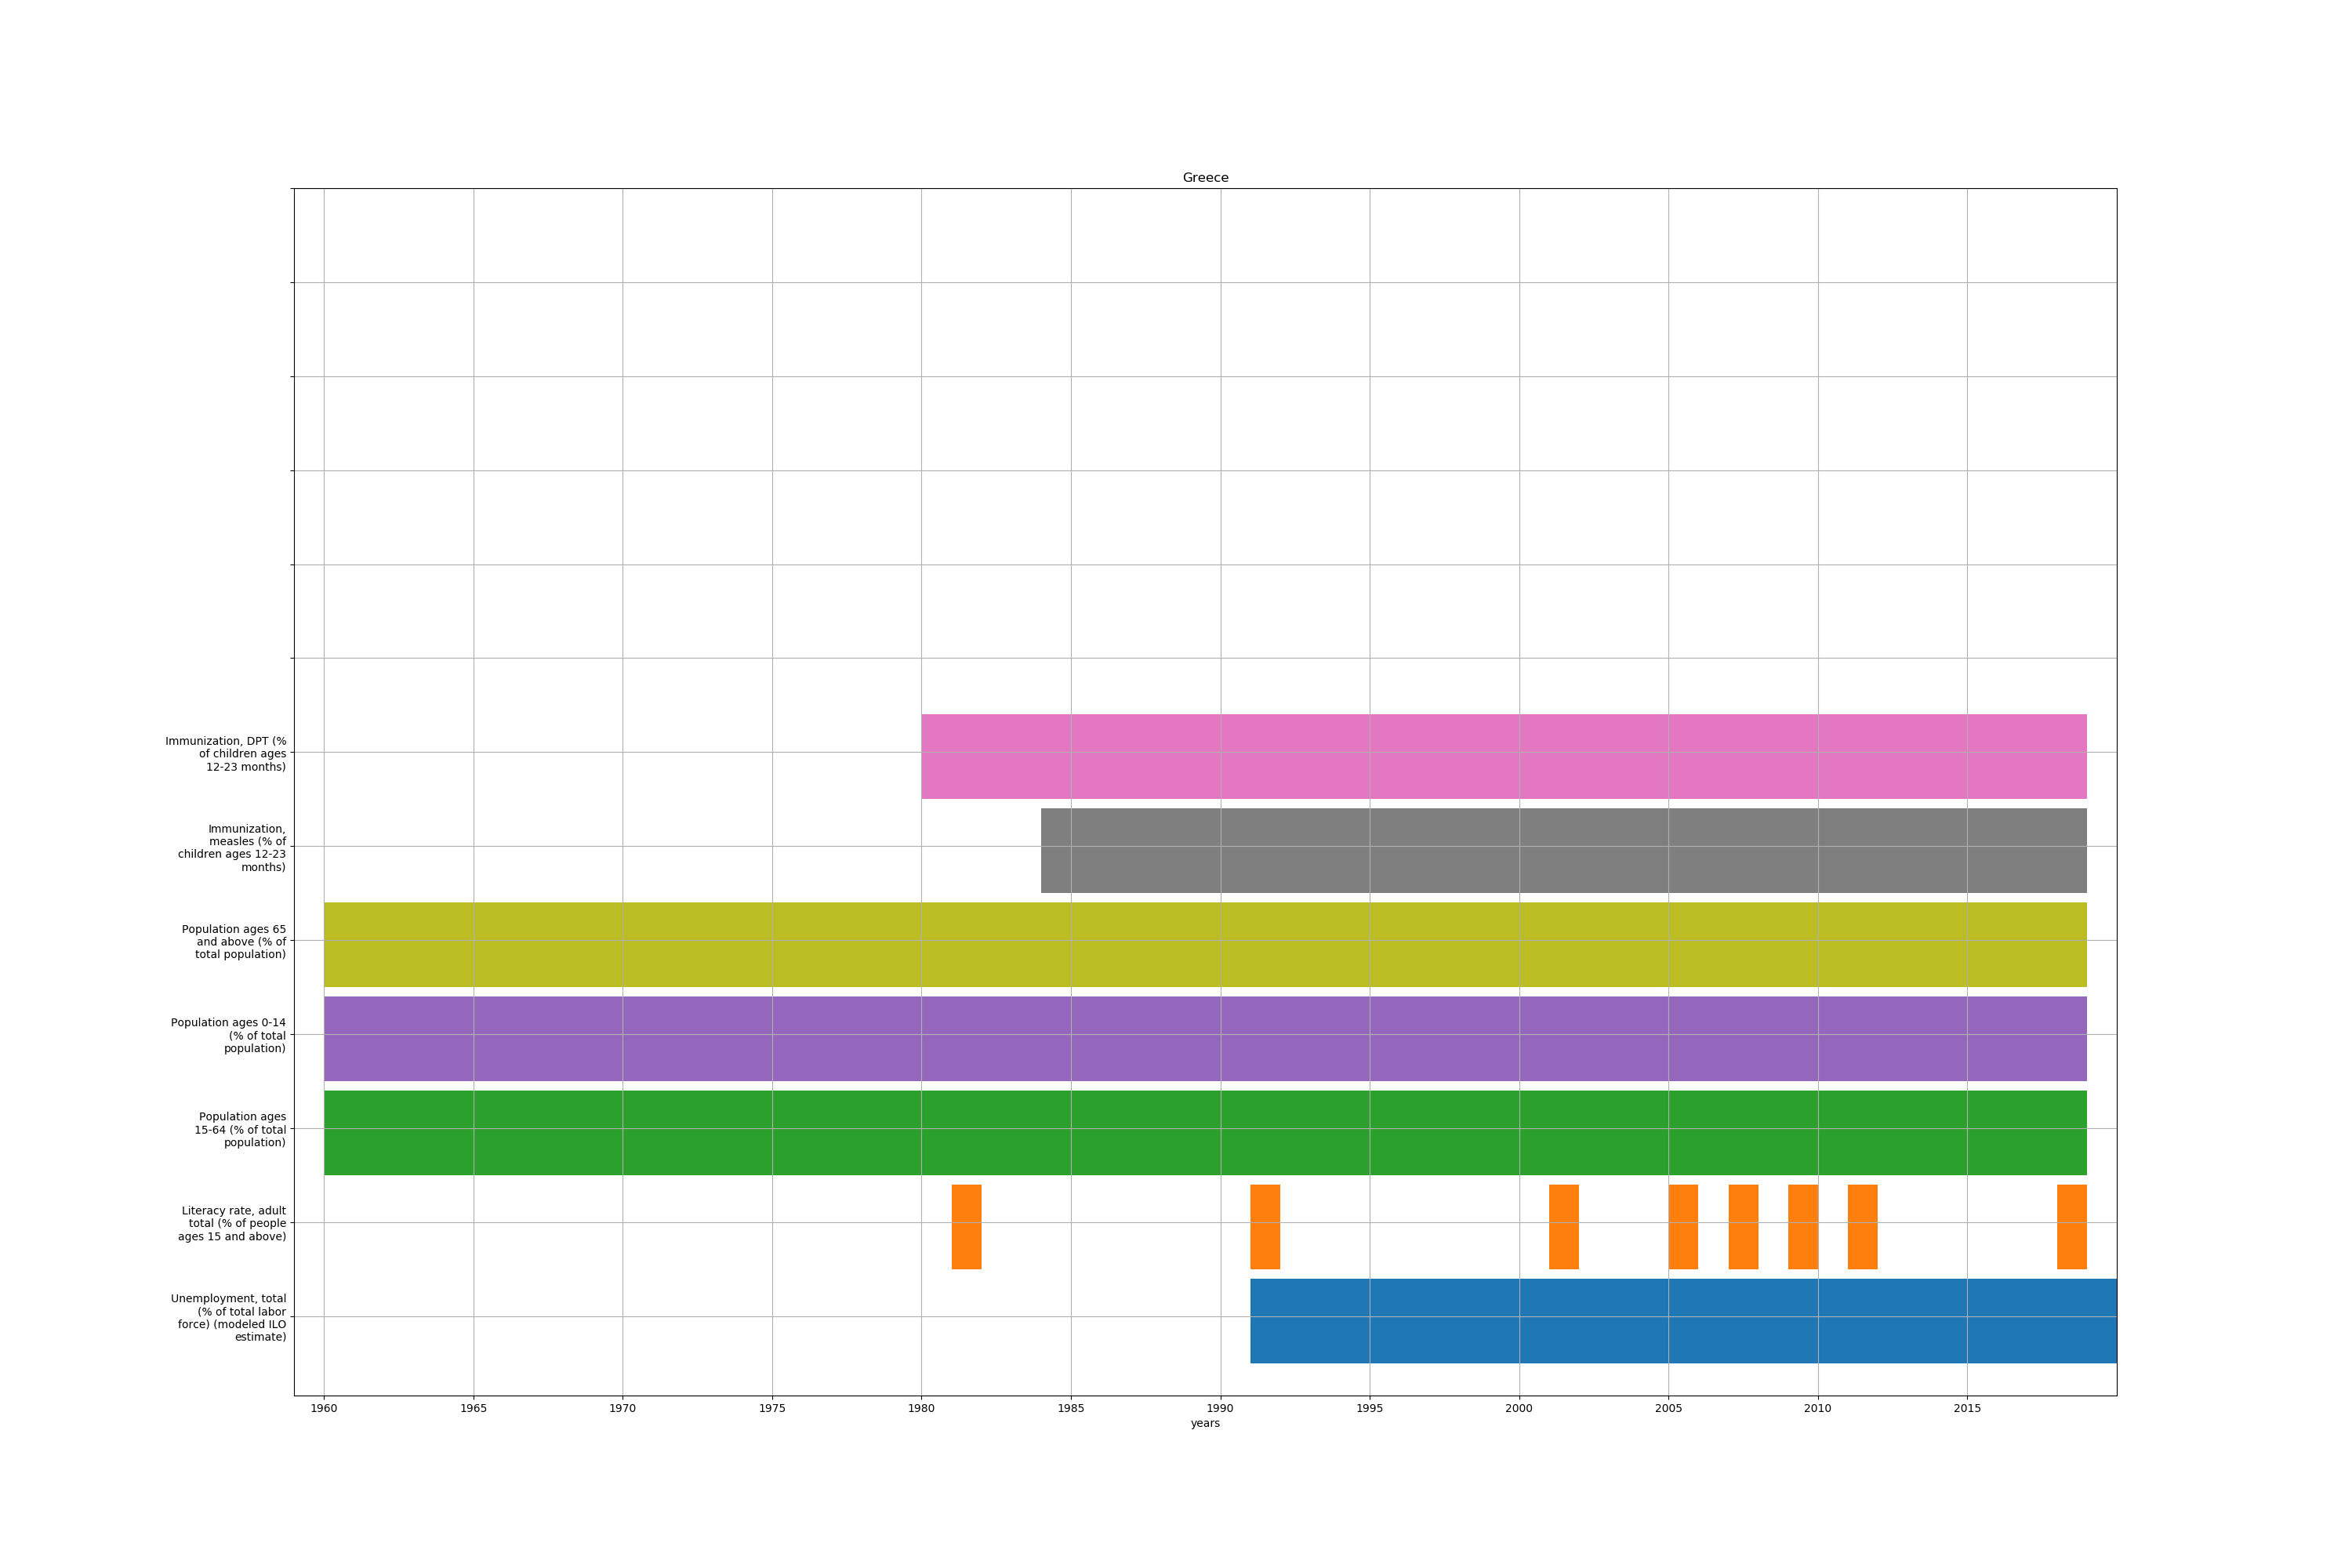 Greece
Immunization, DPT (%
of children ages
12-23 months)
Immunization,
measles (% of
children ages 12-23
months)
Population ages 65
and above (% of
total population)
Population ages 0-14
(% of total
population)
Population ages
15-64 (% of total
population)
Literacy rate, adult
total (% of people
ages 15 and above)
Unemployment, total
(% of total labor
force) (modeled ILO
estimate)
1960 1965 1970 1975 1980 1985 1990 1995 2000 2005 2010 2015
years